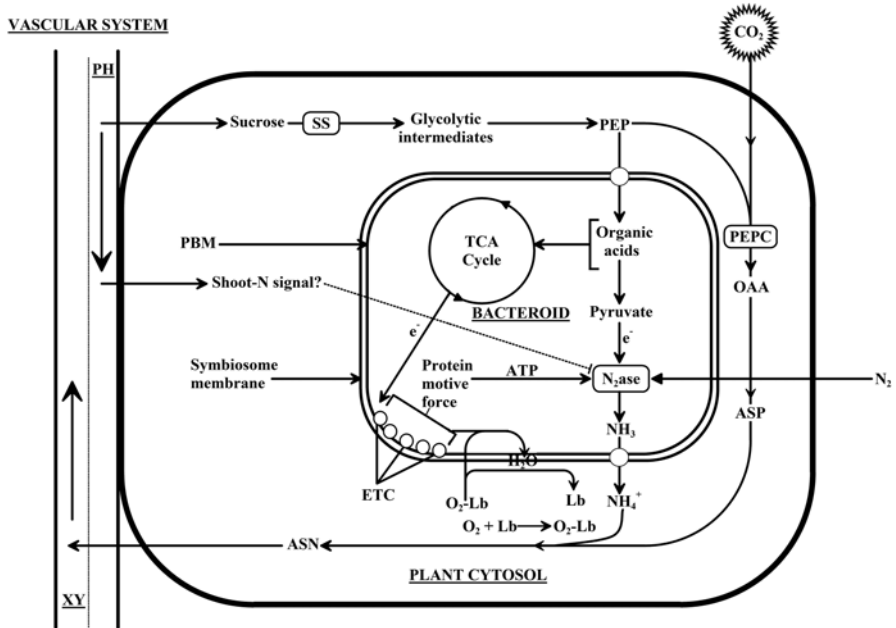 VASCULAR SYSTEM
CO2
PH
Sucrose
SS
Glycolytic
intermediates
PEP
PBM
TCA
Cycle
Organic
acids
PEPC
OAA
Shoot-N signal?
BACTEROID
Pyruvate
e-
e-
Symbiosome
membrane
Protein
motive
force
ATP
N2ase
N2
ASP
NH3
H2O
ETC
O2-Lb
Lb
NH4+
O2 + Lb
O2-Lb
ASN
PLANT CYTOSOL
XY